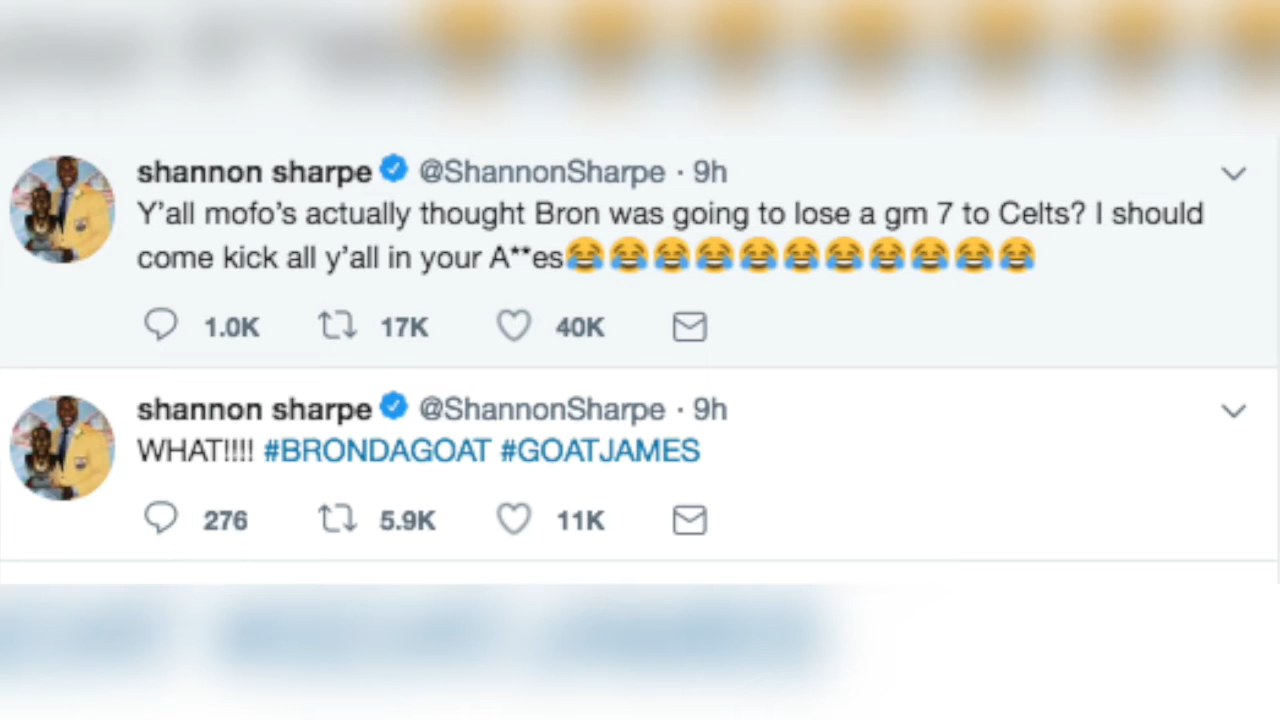 shannon sharpe @ShannonSharpe · 9h
Y'all mofo's actually thought Bron was going to lose a gm 7 to Celts? I should
come kick all y'all in your A**es😂😂😂😂😂😂😂😂😂😂😂
1.0K 17K 40K
shannon sharpe @ShannonSharpe · 9h
WHAT!!!! #BRONDAGOAT #GOATJAMES
276 5.9K 11K